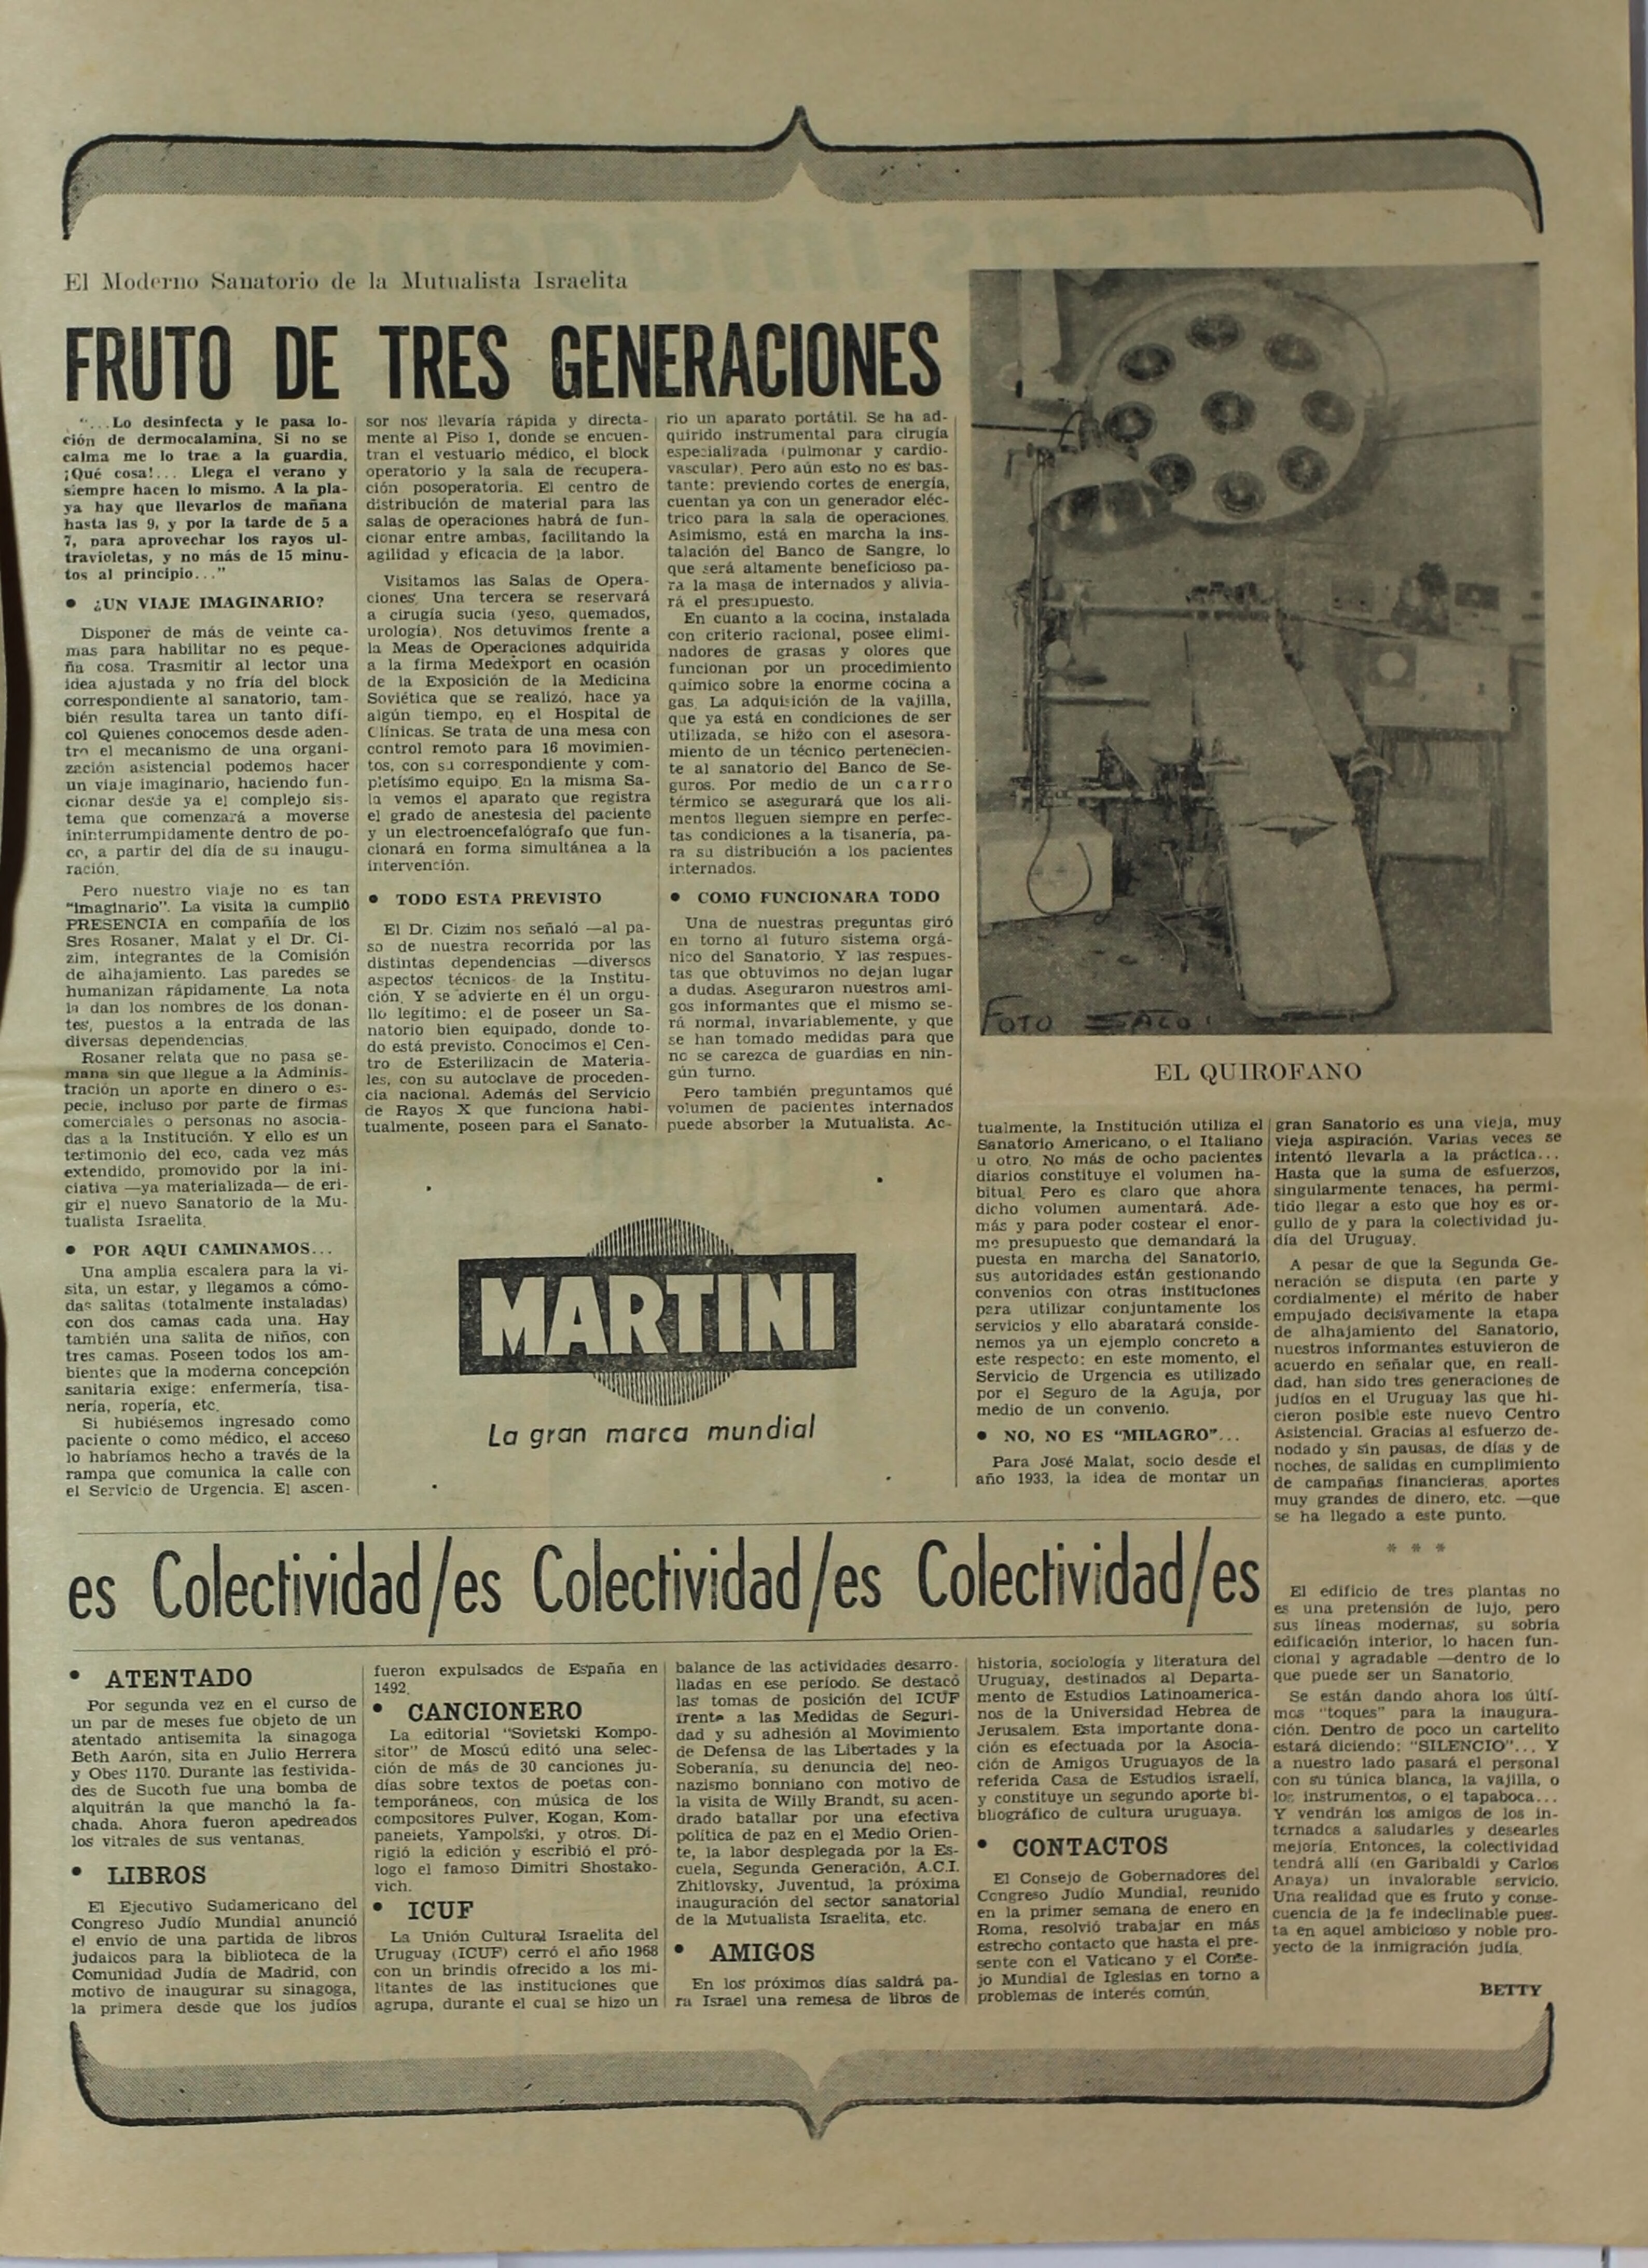 El Moderno Sanatorio de la Mutualista Israelita
FRUTO DE TRES GENERACIONES
"...Lo desinfecta y le pasa lo-
ción de dermocalamina. Si no se
calma me lo trae a la guardia.
¡Qué cosa!... Llega el verano y
siempre hacen lo mismo. A la pla-
ya hay que llevarlos de mañana
hasta las 9, y por la tarde de 5 a
7, para aprovechar los rayos ul-
travioletas, y no más de 15 minu-
tos al principio..."
• ¿UN VIAJE IMAGINARIO?
Disponer de más de veinte ca-
mas para habilitar no es peque-
ña cosa. Trasmitir al lector una
idea ajustada y no fría del block
correspondiente al sanatorio, tam-
bién resulta tarea un tanto difí-
col Quienes conocemos desde aden-
tro el mecanismo de una organi-
zación asistencial podemos hacer
un viaje imaginario, haciendo fun-
cionar desde ya el complejo sis-
tema que comenzará a moverse
ininterrumpidamente dentro de po-
co, a partir del día de su inaugu-
ración.
Pero nuestro viaje no es tan
"imaginario". La visita la cumplió
PRESENCIA en compañía de los
Sres Rosaner, Malat y el Dr. Ci-
zim, integrantes de la Comisión
de alhajamiento. Las paredes se
humanizan rápidamente. La nota
la dan los nombres de los donan-
tes, puestos a la entrada de las
diversas dependencias.
Rosaner relata que no pasa se-
mana sin que llegue a la Adminis-
tración un aporte en dinero o es-
pecie, incluso por parte de firmas
comerciales o personas no asocia-
das a la Institución. Y ello es un
testimonio del eco, cada vez más
extendido, promovido por la ini-
ciativa —ya materializada— de eri-
gir el nuevo Sanatorio de la Mu-
tualista Israelita.
• POR AQUI CAMINAMOS...
Una amplia escalera para la vi-
sita, un estar, y llegamos a cómo-
das salitas (totalmente instaladas)
con dos camas cada una. Hay
también una salita de niños, con
tres camas. Poseen todos los am-
bientes que la moderna concepción
sanitaria exige: enfermería, tisa-
nería, ropería, etc.
Si hubiésemos ingresado como
paciente o como médico, el acceso
lo habríamos hecho a través de la
rampa que comunica la calle con
el Servicio de Urgencia. El ascen-
sor nos llevaría rápida y directa-
mente al Piso 1, donde se encuen-
tran el vestuario médico, el block
operatorio y la sala de recupera-
ción posoperatoria. El centro de
distribución de material para las
salas de operaciones habrá de fun-
cionar entre ambas, facilitando la
agilidad y eficacia de la labor.
Visitamos las Salas de Opera-
ciones. Una tercera se reservará
a cirugía sucia (yeso, quemados,
urología). Nos detuvimos frente a
la Meas de Operaciones adquirida
a la firma Medexport en ocasión
de la Exposición de la Medicina
Soviética que se realizó, hace ya
algún tiempo, en el Hospital de
Clínicas. Se trata de una mesa con
control remoto para 16 movimien-
tos, con su correspondiente y com-
pletísimo equipo. En la misma Sa-
la vemos el aparato que registra
el grado de anestesia del paciente
y un electroencefalógrafo que fun-
cionará en forma simultánea a la
intervención.
• TODO ESTA PREVISTO
El Dr. Cizim nos señaló —al pa-
so de nuestra recorrida por las
distintas dependencias —diversos
aspectos técnicos de la Institu-
ción. Y se advierte en él un orgu-
llo legítimo: el de poseer un Sa-
natorio bien equipado, donde to-
do está previsto. Conocimos el Cen-
tro de Esterilizacin de Materia-
les, con su autoclave de proceden-
cia nacional. Además del Servicio
de Rayos X que funciona habi-
tualmente, poseen para el Sanato-
rio un aparato portátil. Se ha ad-
quirido instrumental para cirugía
especializada (pulmonar y cardio-
vascular). Pero aún esto no es bas-
tante: previendo cortes de energía,
cuentan ya con un generador eléc-
trico para la sala de operaciones.
Asimismo, está en marcha la ins-
talación del Banco de Sangre, lo
que será altamente beneficioso pa-
ra la masa de internados y alivia-
rá el presupuesto.
En cuanto a la cocina, instalada
con criterio racional, posee elimi-
nadores de grasas y olores que
funcionan por un procedimiento
químico sobre la enorme cocina a
gas. La adquisición de la vajilla,
que ya está en condiciones de ser
utilizada, se hizo con el asesora-
miento de un técnico pertenecien-
te al sanatorio del Banco de Se-
guros. Por medio de un carro
térmico se asegurará que los ali-
mentos lleguen siempre en perfec-
tas condiciones a la tisanería, pa-
ra su distribución a los pacientes
internados.
• COMO FUNCIONARA TODO
Una de nuestras preguntas giró
en torno al futuro sistema orgá-
nico del Sanatorio. Y las respues-
tas que obtuvimos no dejan lugar
a dudas. Aseguraron nuestros ami-
gos informantes que el mismo se-
rá normal, invariablemente, y que
se han tomado medidas para que
no se carezca de guardias en nin-
gún turno.
Pero también preguntamos qué
volumen de pacientes internados
puede absorber la Mutualista. Ac-
FOTO
EL QUIROFANO
tualmente, la Institución utiliza el
Sanatorio Americano, o el Italiano
u otro. No más de ocho pacientes
diarios constituye el volumen ha-
bitual. Pero es claro que ahora
dicho volumen aumentará. Ade-
más y para poder costear el enor-
me presupuesto que demandará la
puesta en marcha del Sanatorio,
sus autoridades están gestionando
convenios con otras instituciones
para utilizar conjuntamente los
servicios y ello abaratará conside-
nemos ya un ejemplo concreto a
este respecto: en este momento, el
Servicio de Urgencia es utilizado
por el Seguro de la Aguja, por
medio de un convenio.
• NO, NO ES "MILAGRO"...
Para José Malat, socio desde el
año 1933, la idea de montar un
gran Sanatorio es una vieja, muy
vieja aspiración. Varias veces se
intentó llevarla a la práctica...
Hasta que la suma de esfuerzos,
singularmente tenaces, ha permi-
tido llegar a esto que hoy es or-
gullo de y para la colectividad ju-
día del Uruguay.
A pesar de que la Segunda Ge-
neración se disputa (en parte y
cordialmente) el mérito de haber
empujado decisivamente la etapa
de alhajamiento del Sanatorio,
nuestros informantes estuvieron de
acuerdo en señalar que, en reali-
dad, han sido tres generaciones de
judíos en el Uruguay las que hi-
cieron posible este nuevo Centro
Asistencial. Gracias al esfuerzo de-
nodado y sin pausas, de días y de
noches, de salidas en cumplimiento
de campañas financieras, aportes
muy grandes de dinero, etc. —que
se ha llegado a este punto.
* * *
El edificio de tres plantas no
es una pretensión de lujo, pero
sus líneas modernas, su sobria
edificación interior, lo hacen fun-
cional y agradable —dentro de lo
que puede ser un Sanatorio.
Se están dando ahora los últi-
mos "toques" para la inaugura-
ción. Dentro de poco un cartelito
estará diciendo: "SILENCIO"... Y
a nuestro lado pasará el personal
con su túnica blanca, la vajilla, o
los instrumentos, o el tapaboca...
Y vendrán los amigos de los in-
ternados a saludarles y desearles
mejoría. Entonces, la colectividad
tendrá allí (en Garibaldi y Carlos
Anaya) un invalorable servicio.
Una realidad que es fruto y conse-
cuencia de la fe indeclinable pues-
ta en aquel ambicioso y noble pro-
yecto de la inmigración judía.
BETTY
MARTINI
La gran marca mundial
es Colectividad/es Colectividad/es Colectividad/es
• ATENTADO
Por segunda vez en el curso de
un par de meses fue objeto de un
atentado antisemita la sinagoga
Beth Aarón, sita en Julio Herrera
y Obes 1170. Durante las festivida-
des de Sucoth fue una bomba de
alquitrán la que manchó la fa-
chada. Ahora fueron apedreados
los vitrales de sus ventanas.
• LIBROS
El Ejecutivo Sudamericano del
Congreso Judío Mundial anunció
el envío de una partida de libros
judaicos para la biblioteca de la
Comunidad Judía de Madrid, con
motivo de inaugurar su sinagoga,
la primera desde que los judíos
fueron expulsados de España en
1492.
• CANCIONERO
La editorial "Sovietski Kompo-
sitor" de Moscú editó una selec-
ción de más de 30 canciones ju-
días sobre textos de poetas con-
temporáneos, con música de los
compositores Pulver, Kogan, Kom-
paneiets, Yampolski, y otros. Di-
rigió la edición y escribió el pró-
logo el famoso Dimitri Shostako-
vich.
• ICUF
La Unión Cultural Israelita del
Uruguay (ICUF) cerró el año 1968
con un brindis ofrecido a los mi-
litantes de las instituciones que
agrupa, durante el cual se hizo un
balance de las actividades desarro-
lladas en ese período. Se destacó
las tomas de posición del ICUF
frente a las Medidas de Seguri-
dad y su adhesión al Movimiento
de Defensa de las Libertades y la
Soberanía, su denuncia del neo-
nazismo bonniano con motivo de
la visita de Willy Brandt, su acen-
drado batallar por una efectiva
política de paz en el Medio Orien-
te, la labor desplegada por la Es-
cuela, Segunda Generación, A.C.I.
Zhitlovsky, Juventud, la próxima
inauguración del sector sanatorial
de la Mutualista Israelita, etc.
• AMIGOS
En los próximos días saldrá pa-
ra Israel una remesa de libros de
historia, sociología y literatura del
Uruguay, destinados al Departa-
mento de Estudios Latinoamerica-
nos de la Universidad Hebrea de
Jerusalem. Esta importante dona-
ción es efectuada por la Asocia-
ción de Amigos Uruguayos de la
referida Casa de Estudios israelí,
y constituye un segundo aporte bi-
bliográfico de cultura uruguaya.
• CONTACTOS
El Consejo de Gobernadores del
Congreso Judío Mundial, reunido
en la primer semana de enero en
Roma, resolvió trabajar en más
estrecho contacto que hasta el pre-
sente con el Vaticano y el Conse-
jo Mundial de Iglesias en torno a
problemas de interés común.